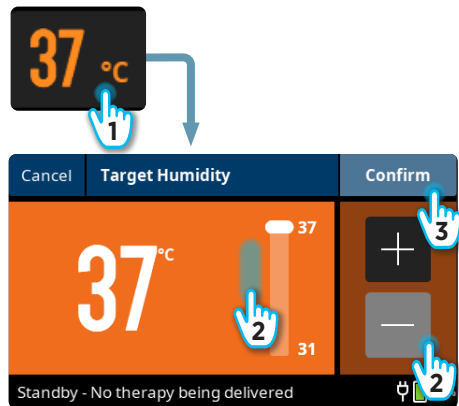 37 °C
1
Cancel Target Humidity Confirm
3
37
37 °C
2
31
2
Standby - No therapy being delivered